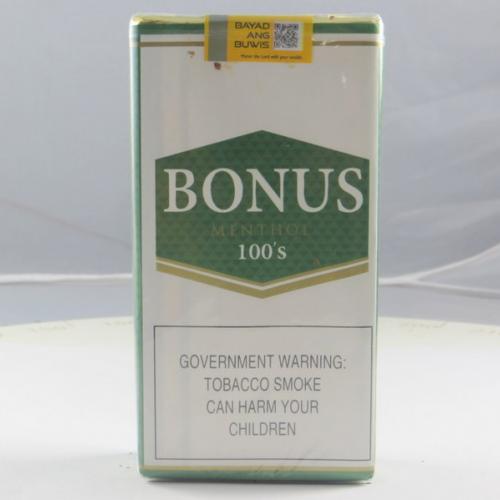 BAYAD
ANG
BUWIS
BONUS
MENTHOL
100's
GOVERNMENT WARNING:
TOBACCO SMOKE
CAN HARM YOUR
CHILDREN